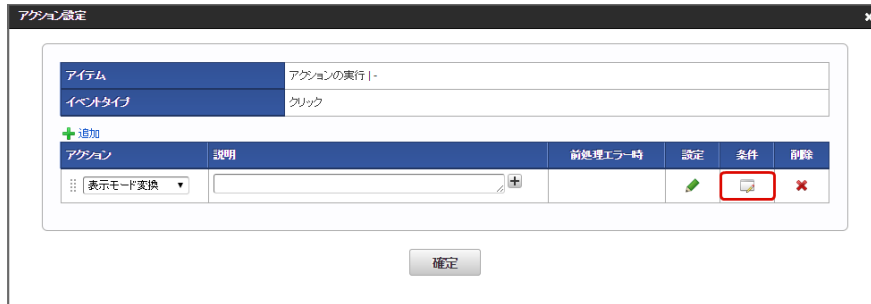 アクション設定
アイテム アクションの実行 | -
イベントタイプ クリック
追加
アクション 説明 前処理エラー時 設定 条件 削除
表示モード変換
確定